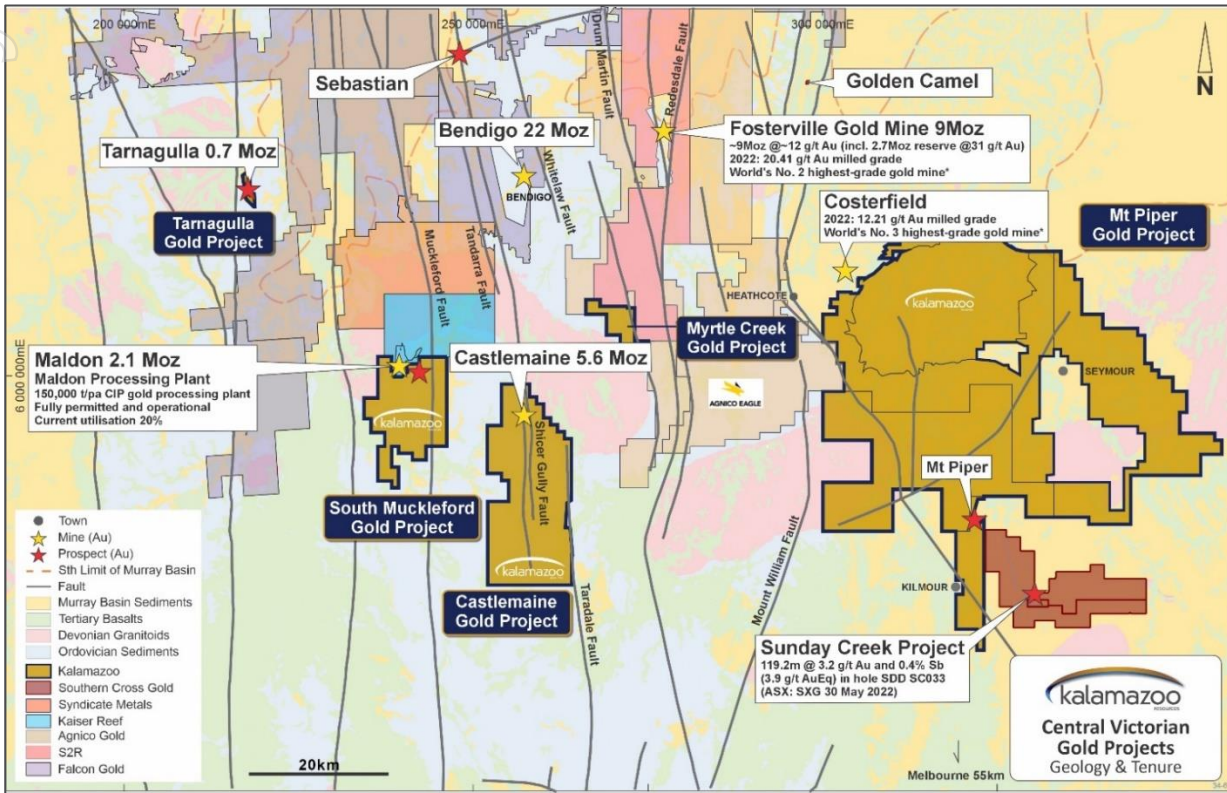 200 000mE
250 000mE
300 000mE
6 000 000mE
N
Sebastian
Golden Camel
Drum Martin Fault
Redesdale Fault
Bendigo 22 Moz
BENDIGO
Whitelaw Fault
Fosterville Gold Mine 9Moz
~9Moz @~12 g/t Au (incl. 2.7Moz reserve @31 g/t Au)
2022: 20.41 g/t Au milled grade
World's No. 2 highest-grade gold mine*
Tarnagulla 0.7 Moz
Tarnagulla
Gold Project
Costerfield
2022: 12.21 g/t Au milled grade
World's No. 3 highest-grade gold mine*
Mt Piper
Gold Project
Muckleford Fault
Tandarra Fault
HEATHCOTE
kalamazoo
Myrtle Creek
Gold Project
Maldon 2.1 Moz
Maldon Processing Plant
150,000 t/pa CIP gold processing plant
Fully permitted and operational
Current utilisation 20%
Castlemaine 5.6 Moz
SEYMOUR
AGNICO EAGLE
kalamazoo
Shicer Gully Fault
Mt Piper
South Muckleford
Gold Project
kalamazoo
Castlemaine
Gold Project
Taradale Fault
Mount William Fault
KILMOUR
Sunday Creek Project
119.2m @ 3.2 g/t Au and 0.4% Sb
(3.9 g/t AuEq) in hole SDD SC033
(ASX: SXG 30 May 2022)
Town
Mine (Au)
Prospect (Au)
Sth Limit of Murray Basin
Fault
Murray Basin Sediments
Tertiary Basalts
Devonian Granitoids
Ordovician Sediments
Kalamazoo
Southern Cross Gold
Syndicate Metals
Kaiser Reef
Agnico Gold
S2R
Falcon Gold
20km
Melbourne 55km
kalamazoo
RESOURCES
Central Victorian
Gold Projects
Geology & Tenure